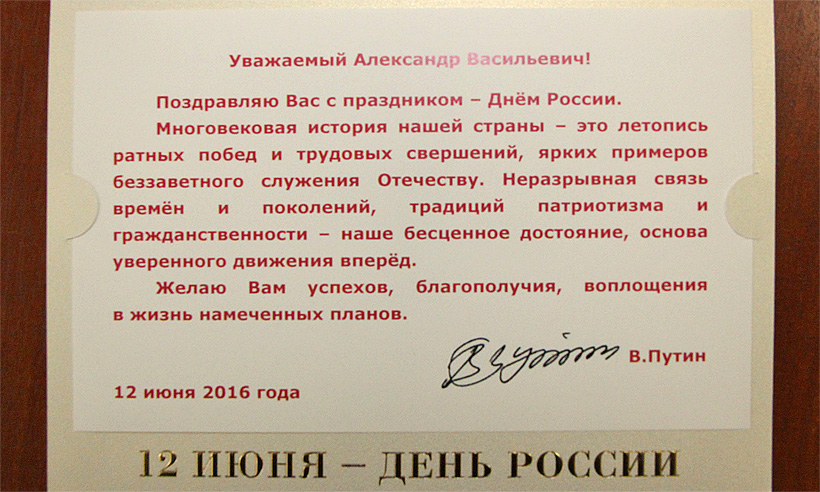 Уважаемый Александр Васильевич!
Поздравляю Вас с праздником – Днём России.
Многовековая история нашей страны – это летопись
ратных побед и трудовых свершений, ярких примеров
беззаветного служения Отечеству. Неразрывная связь
времён и поколений, традиций патриотизма и
гражданственности – наше бесценное достояние, основа
уверенного движения вперёд.
Желаю Вам успехов, благополучия, воплощения
в жизнь намеченных планов.
В.Путин
12 июня 2016 года
12 ИЮНЯ – ДЕНЬ РОССИИ